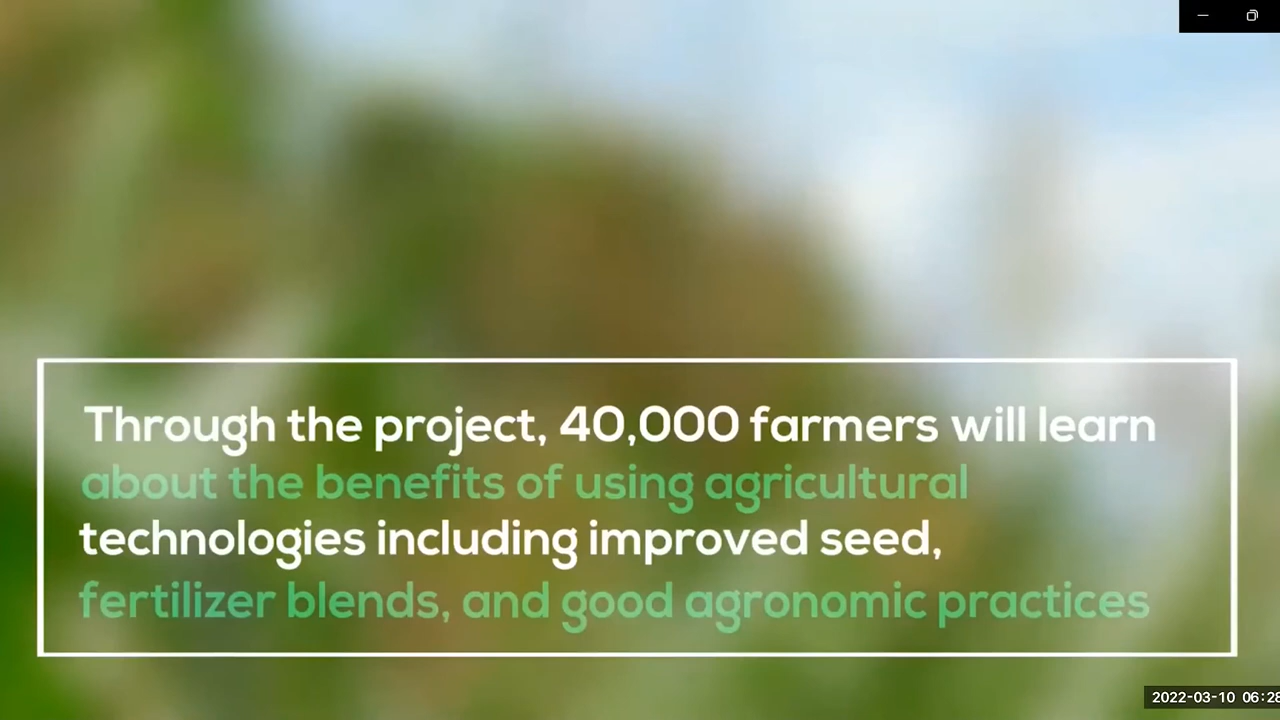 Through the project, 40,000 farmers will learn
about the benefits of using agricultural
technologies including improved seed,
fertilizer blends, and good agronomic practices
2022-03-10 06:28